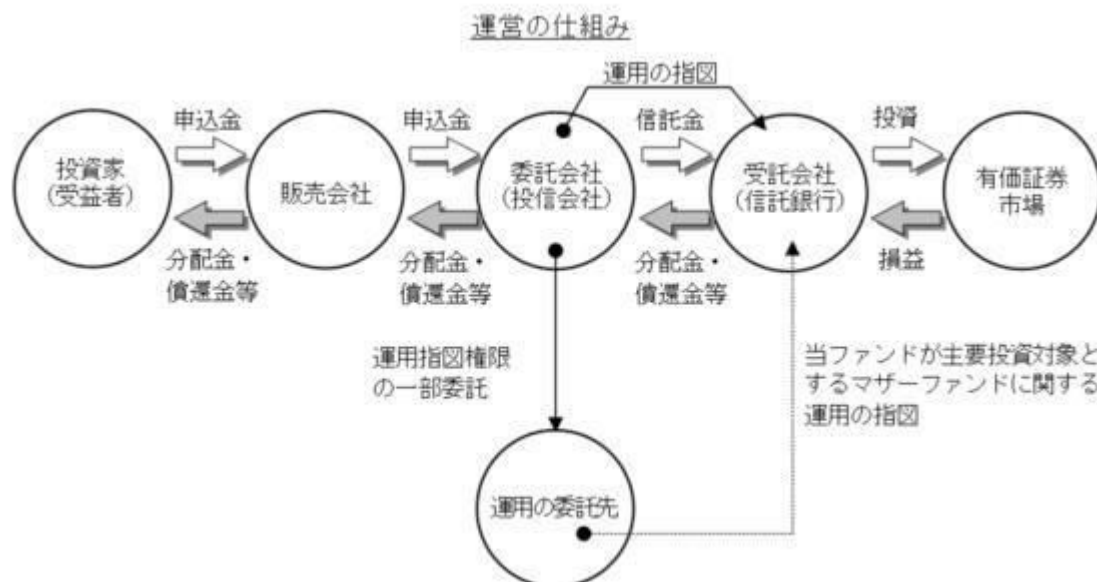 運営の仕組み
運用の指図
申込金
申込金
信託金
投資
投資家
(受益者)
販売会社
委託会社
(投信会社)
受託会社
(信託銀行)
有価証券
市場
分配金・
償還金等
分配金・
償還金等
分配金・
償還金等
損益
運用指図権限
の一部委託
当ファンドが主要投資対象と
するマザーファンドに関する
運用の指図
運用の委託先